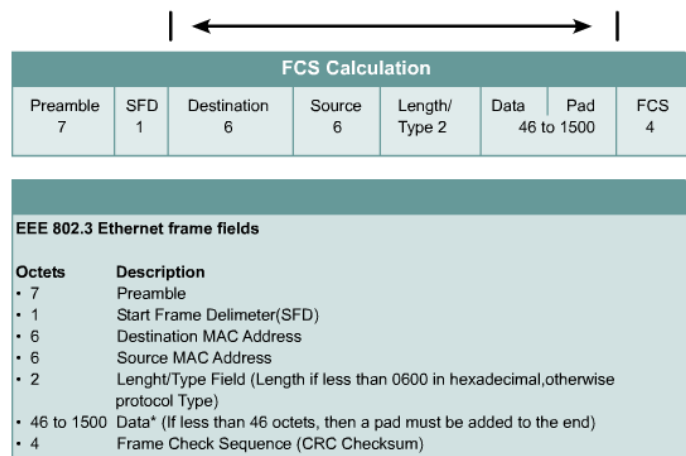 FCS Calculation
Preamble SFD Destination Source Length/ Data Pad FCS
7 1 6 6 Type 2 46 to 1500 4
EEE 802.3 Ethernet frame fields
Octets Description
• 7 Preamble
• 1 Start Frame Delimeter(SFD)
• 6 Destination MAC Address
• 6 Source MAC Address
• 2 Lenght/Type Field (Length if less than 0600 in hexadecimal,otherwise
protocol Type)
• 46 to 1500 Data* (If less than 46 octets, then a pad must be added to the end)
• 4 Frame Check Sequence (CRC Checksum)